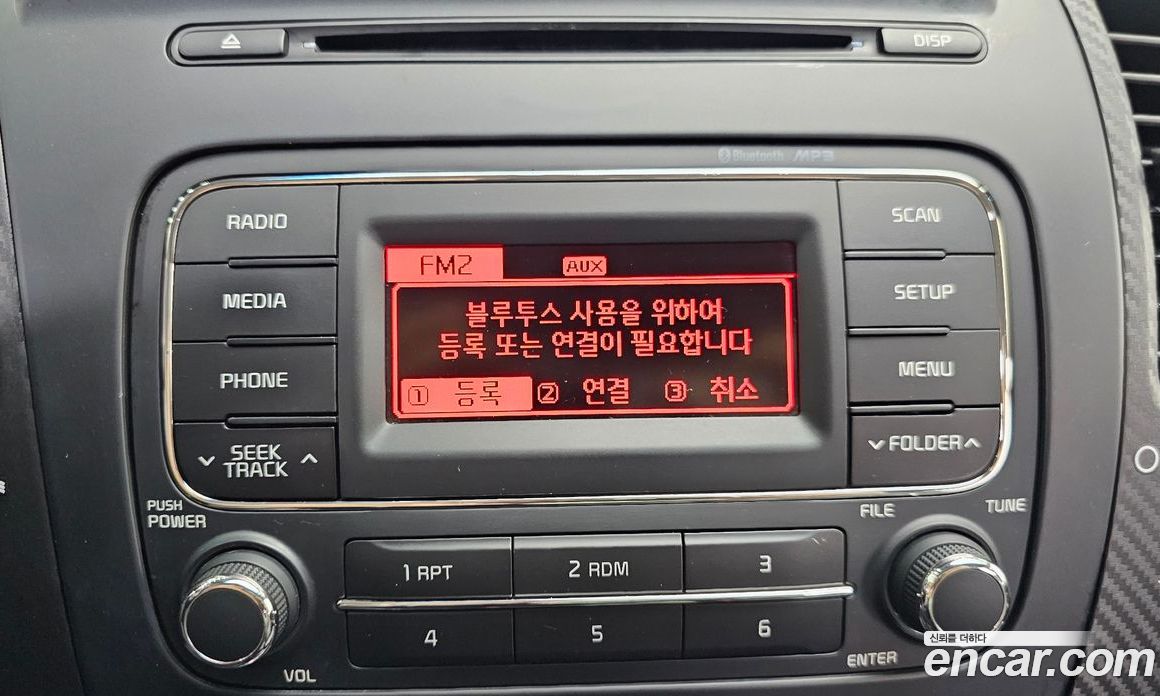 DISP
Bluetooth MP3
RADIO
SCAN
FM2 AUX
MEDIA
SETUP
블루투스 사용을 위하여
등록 또는 연결이 필요합니다
PHONE
MENU
① 등록 ② 연결 ③ 취소
SEEK
TRACK
FOLDER
PUSH
POWER
FILE
TUNE
1 RPT
2 RDM
3
4
5
6
VOL
ENTER
신뢰를 더하다
encar.com